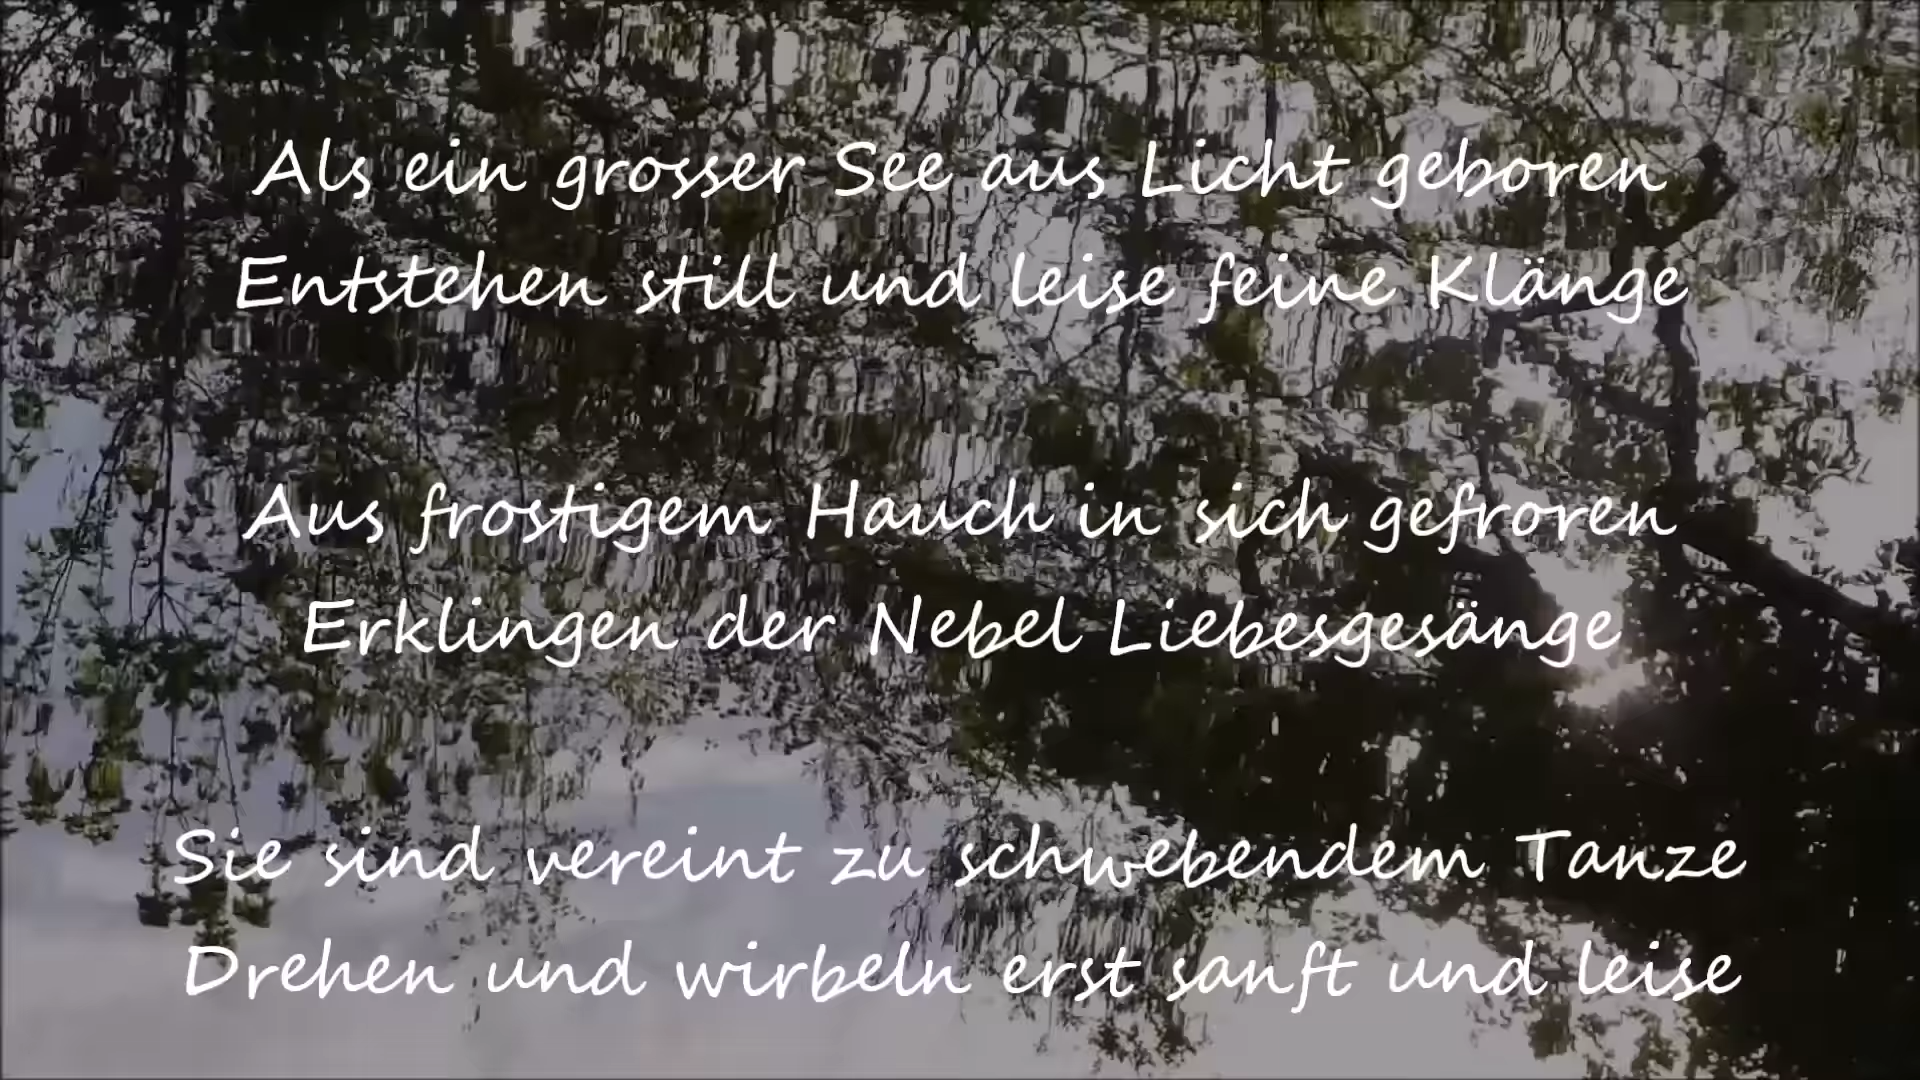 Als ein grosser See aus Licht geboren
Entstehen still und leise feine Klänge
Aus frostigem Hauch in sich gefroren
Erklingen der Nebel Liebesgesänge
Sie sind vereint zu schwebendem Tanze
Drehen und wirbeln erst sanft und leise